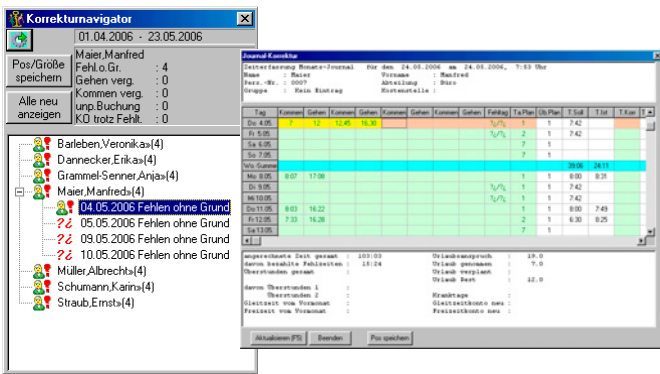 Korrekturnavigator
01.04.2006 - 23.05.2006
Pos/Größe speichern
Alle neu anzeigen
Maier,Manfred
Fehl.o.Gr. : 4
Gehen verg. : 0
Kommen verg. : 0
unp.Buchung : 0
KO trotz Fehlt. : 0
Barleben,Veronika»(4)
Dannecker,Erika»(4)
Grammel-Senner,Anja»(4)
Maier,Manfred»(4)
04.05.2006 Fehlen ohne Grund
05.05.2006 Fehlen ohne Grund
09.05.2006 Fehlen ohne Grund
10.05.2006 Fehlen ohne Grund
Müller,Albrecht»(4)
Schumann,Karin»(4)
Straub,Ernst»(4)
Journal-Korrektur
Zeiterfassung Monats-Journal für den 24.05.2006 am 24.05.2006, 7:53 Uhr
Name : Maier Vorname : Manfred
Pers.-Nr. : 0007 Abteilung : Büro
Gruppe : Kein Eintrag Kostenstelle :
Tag Kommen Gehen Kommen Gehen Kommen Gehen Kommen Gehen Fehltag Ta.Plan Üb.Plan T.Soll T.Ist T.Korr
Do 4.05. 7 12 12.45 16.30 ?¿/?¿ 1 1 7:42
Fr 5.05. ?¿/?¿ 2 1 7:42
Sa 6.05. 7 1
So 7.05. 7 1
Wo.-Summe 39:06 24:11
Mo 8.05. 8:07 17:08 1 1 8:00 8:31
Di 9.05. ?¿/?¿ 1 1 7:42
Mi 10.05. ?¿/?¿ 1 1 7:42
Do 11.05. 8:03 16:22 1 1 8:00 7:49
Fr 12.05. 7:33 16:28 2 1 6:30 8:25
Sa 13.05. 7 1
angerechnete Zeit gesamt : 103:03 Urlaubsanspruch : 19.0
davon bezahlte Fehlzeiten : 15:24 Urlaub genommen : 7.0
Überstunden gesamt : Urlaub verplant :
Urlaub Rest : 12.0
davon Überstunden 1 :
Überstunden 2 : Kranktage :
Gleitzeit vom Vormonat : Gleitzeitkonto neu :
Freizeit vom Vormonat : Freizeitkonto neu :
Aktualisieren (F5) Beenden Pos speichern